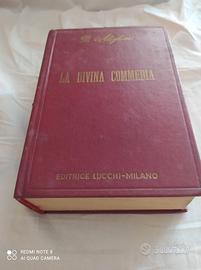 LA DIVINA COMMEDIA
EDITRICE LUCCHI-MILANO
REDMI NOTE 8
AI QUAD CAMERA